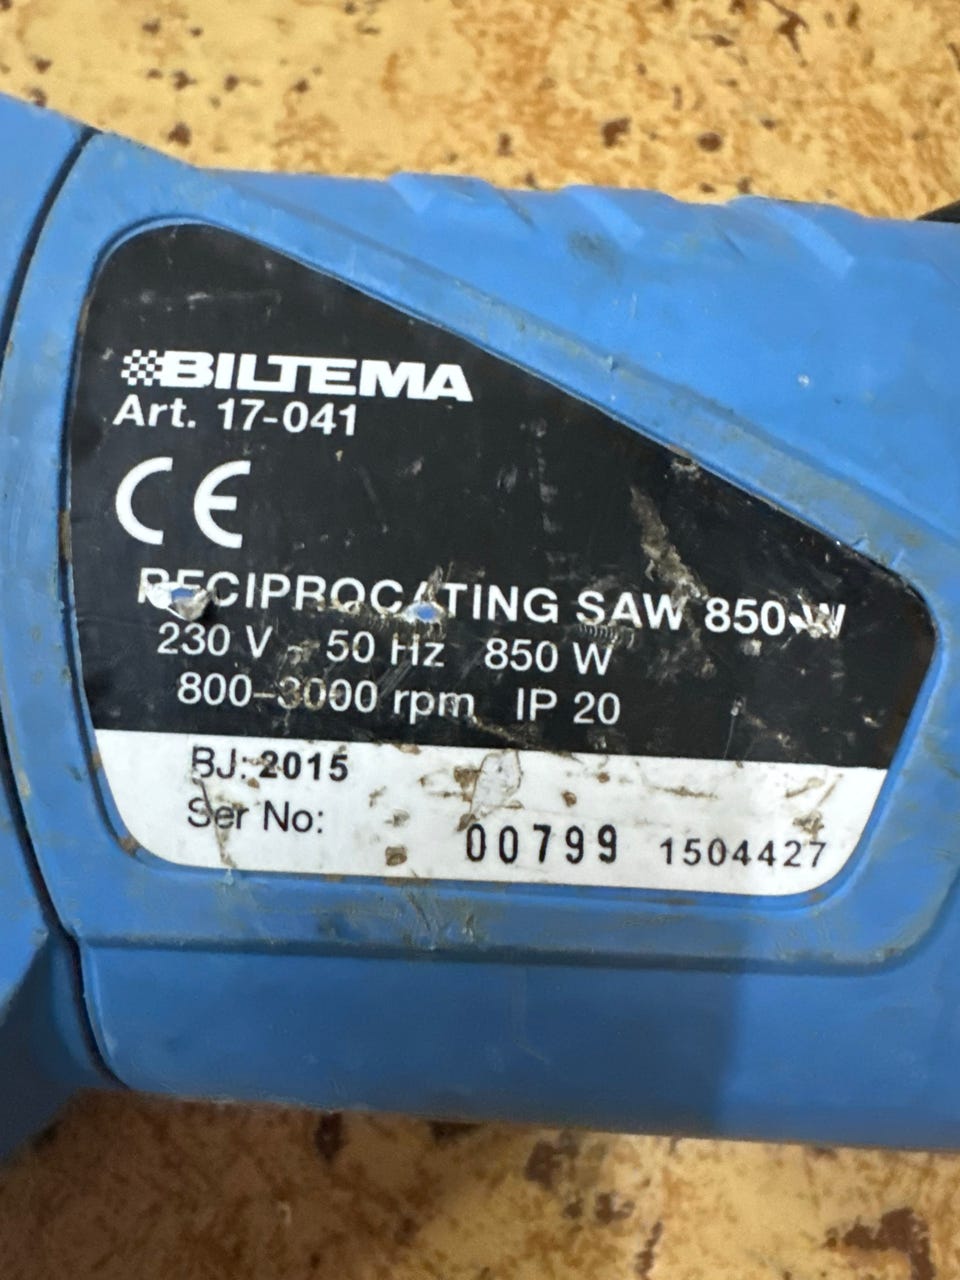 BILTEMA
Art. 17-041
CE
RECIPROCATING SAW 850 W
230 V ~ 50 Hz 850 W
800-3000 rpm IP 20
BJ: 2015
Ser No:
00799 1504427